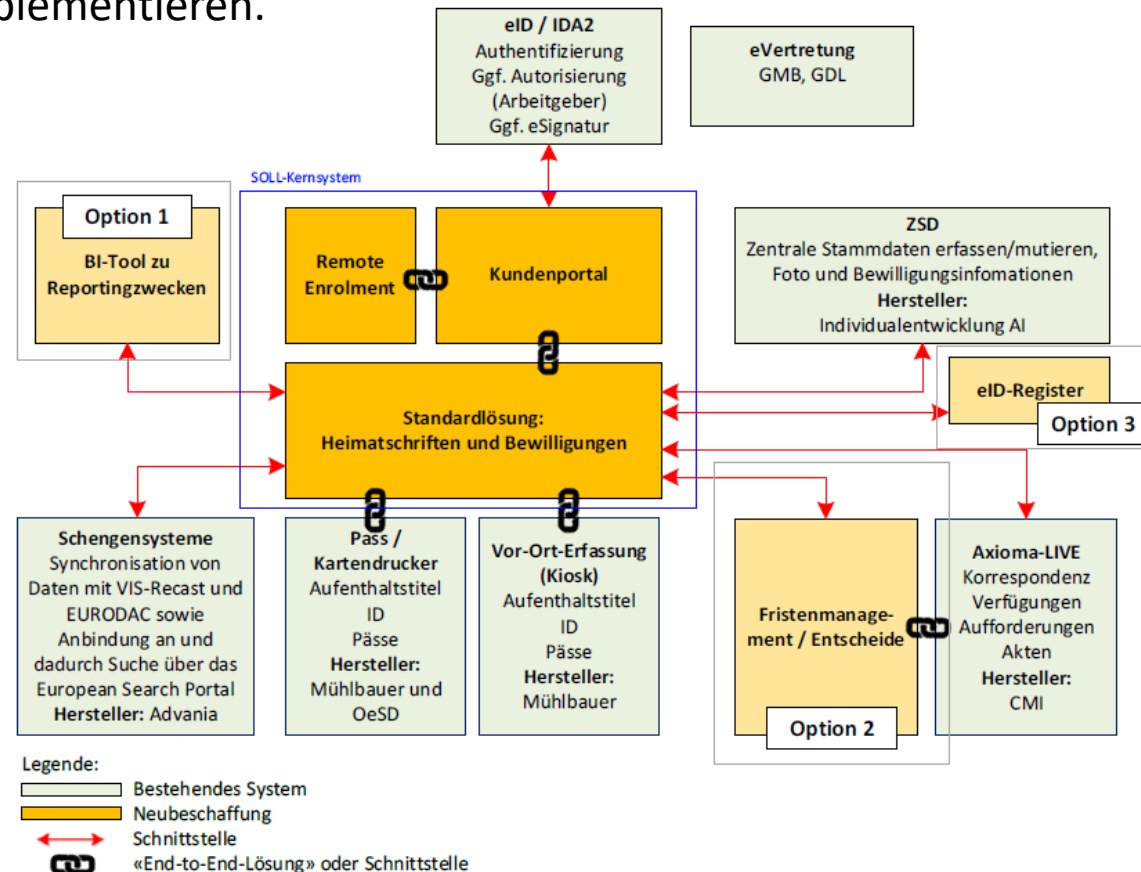 plementieren.
eID / IDA2
Authentifizierung
Ggf. Autorisierung
(Arbeitgeber)
Ggf. eSignatur
eVertretung
GMB, GDL
SOLL-Kernsystem
Option 1
BI-Tool zu
Reportingzwecken
Remote
Enrolment
Kundenportal
ZSD
Zentrale Stammdaten erfassen/mutieren,
Foto und Bewilligungsinfomationen
Hersteller:
Individualentwicklung AI
Standardlösung:
Heimatschriften und Bewilligungen
eID-Register
Option 3
Schengensysteme
Synchronisation von
Daten mit VIS-Recast und
EURODAC sowie
Anbindung an und
dadurch Suche über das
European Search Portal
Hersteller: Advania
Pass /
Kartendrucker
Aufenthaltstitel
ID
Pässe
Hersteller:
Mühlbauer und
OeSD
Vor-Ort-Erfassung
(Kiosk)
Aufenthaltstitel
ID
Pässe
Hersteller:
Mühlbauer
Fristenmanage-
ment / Entscheide
Option 2
Axioma-LIVE
Korrespondenz
Verfügungen
Aufforderungen
Akten
Hersteller:
CMI
Legende:
Bestehendes System
Neubeschaffung
Schnittstelle
«End-to-End-Lösung» oder Schnittstelle